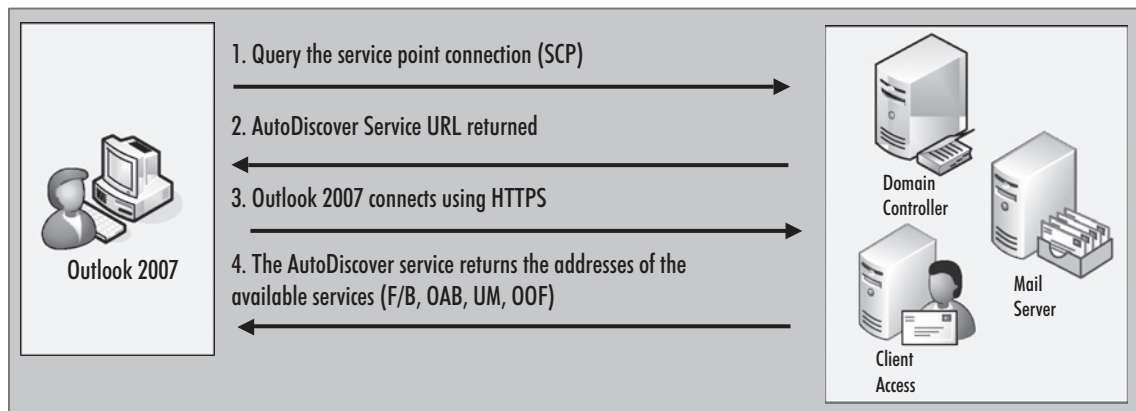 1. Query the service point connection (SCP)
2. AutoDiscover Service URL returned
3. Outlook 2007 connects using HTTPS
4. The AutoDiscover service returns the addresses of the
available services (F/B, OAB, UM, OOF)
Outlook 2007
Domain
Controller
Mail
Server
Client
Access